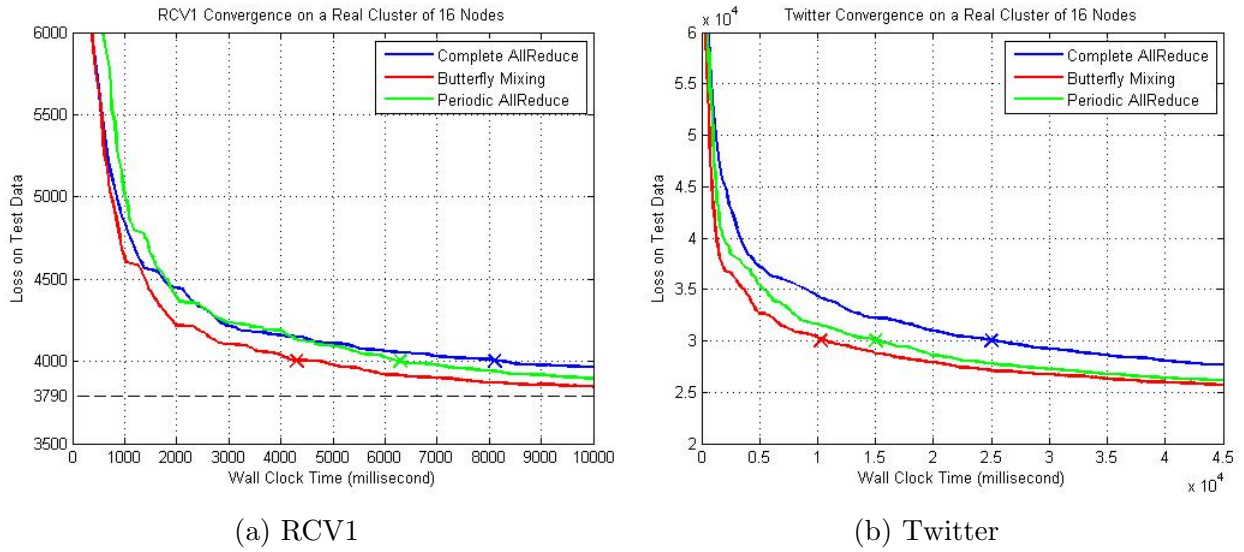 RCV1 Convergence on a Real Cluster of 16 Nodes
6000
5500
5000
4500
4000
3790
3500
Loss on Test Data
Complete AllReduce
Butterfly Mixing
Periodic AllReduce
0 1000 2000 3000 4000 5000 6000 7000 8000 9000 10000
Wall Clock Time (millisecond)
(a) RCV1
x 10^4
Twitter Convergence on a Real Cluster of 16 Nodes
6
5.5
5
4.5
4
3.5
3
2.5
2
Loss on Test Data
Complete AllReduce
Butterfly Mixing
Periodic AllReduce
0 0.5 1 1.5 2 2.5 3 3.5 4 4.5
Wall Clock Time (millisecond)
x 10^4
(b) Twitter